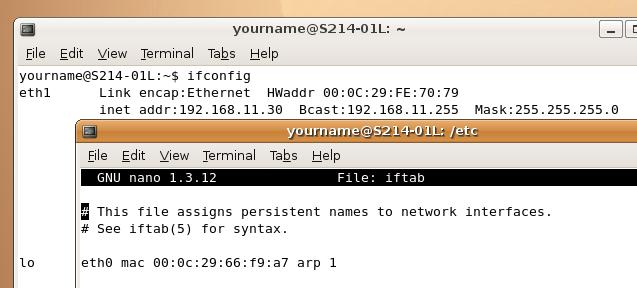 yourname@S214-01L: ~
File Edit View Terminal Tabs Help
yourname@S214-01L:~$ ifconfig
eth1 Link encap:Ethernet HWaddr 00:0C:29:FE:70:79
inet addr:192.168.11.30 Bcast:192.168.11.255 Mask:255.255.255.0
yourname@S214-01L: /etc
File Edit View Terminal Tabs Help
GNU nano 1.3.12 File: iftab
# This file assigns persistent names to network interfaces.
# See iftab(5) for syntax.
lo
eth0 mac 00:0c:29:66:f9:a7 arp 1